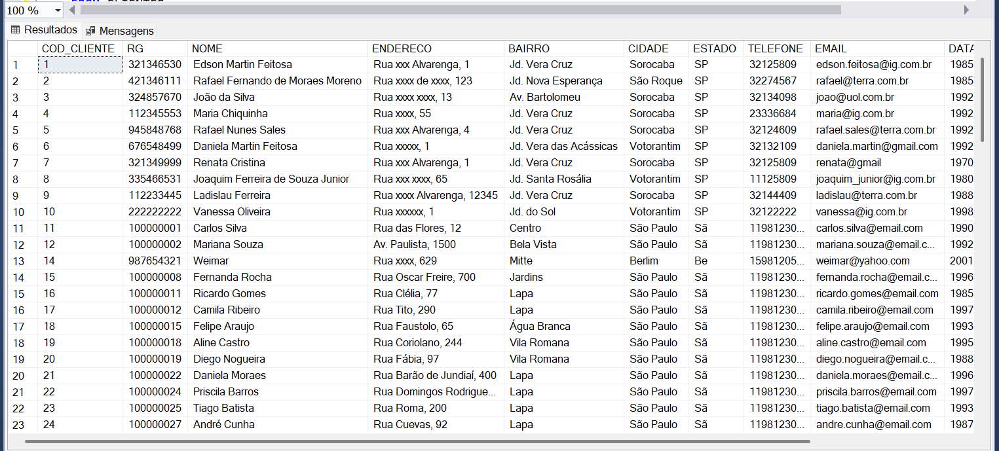 100 %
Resultados Mensagens
COD_CLIENTE RG NOME ENDERECO BAIRRO CIDADE ESTADO TELEFONE EMAIL DATA
1 1 321346530 Edson Martin Feitosa Rua xxx Alvarenga, 1 Jd. Vera Cruz Sorocaba SP 32125809 edson.feitosa@ig.com.br 1985
2 2 421346111 Rafael Fernando de Moraes Moreno Rua xxxx de xxxx, 123 Jd. Nova Esperança São Roque SP 32274567 rafael@terra.com.br 1985
3 3 324857670 João da Silva Rua xxxx xxxx, 13 Av. Bartolomeu Sorocaba SP 32134098 joao@uol.com.br 1992
4 4 112345553 Maria Chiquinha Rua xxxx, 55 Jd. Vera Cruz Sorocaba SP 23336684 maria@ig.com.br 1992
5 5 945848768 Rafael Nunes Sales Rua xxx Alvarenga, 4 Jd. Vera Cruz Sorocaba SP 32124609 rafael.sales@terra.com.br 1992
6 6 676548499 Daniela Martin Feitosa Rua xxxxx, 1 Jd. Vera das Acássicas Votorantim SP 32132109 daniela.martin@gmail.com 1992
7 7 321349999 Renata Cristina Rua xxx Alvarenga, 1 Jd. Vera Cruz Sorocaba SP 32125809 renata@gmail 1970
8 8 335466531 Joaquim Ferreira de Souza Junior Rua xxx xxxx, 65 Jd. Santa Rosália Votorantim SP 11125809 joaquim_junior@ig.com.br 1980
9 9 112233445 Ladislau Ferreira Rua xxxx Alvarenga, 12345 Jd. Vera Cruz Sorocaba SP 32144409 ladislau@terra.com.br 1988
10 10 222222222 Vanessa Oliveira Rua xxxxxx, 1 Jd. do Sol Votorantim SP 32122222 vanessa@ig.com.br 1998
11 11 100000001 Carlos Silva Rua das Flores, 12 Centro São Paulo Sã 11981230... carlos.silva@email.com 1990
12 12 100000002 Mariana Souza Av. Paulista, 1500 Bela Vista São Paulo Sã 11981230... mariana.souza@email.c... 1992
13 14 987654321 Weimar Rua xxxx, 629 Mitte Berlim Be 15981205... weimar@yahoo.com 2001
14 15 100000008 Fernanda Rocha Rua Oscar Freire, 700 Jardins São Paulo Sã 11981230... fernanda.rocha@email.c... 1996
15 16 100000011 Ricardo Gomes Rua Clélia, 77 Lapa São Paulo Sã 11981230... ricardo.gomes@email.com 1985
16 17 100000012 Camila Ribeiro Rua Tito, 290 Lapa São Paulo Sã 11981230... camila.ribeiro@email.com 1997
17 18 100000015 Felipe Araujo Rua Faustolo, 65 Água Branca São Paulo Sã 11981230... felipe.araujo@email.com 1993
18 19 100000018 Aline Castro Rua Coriolano, 244 Vila Romana São Paulo Sã 11981230... aline.castro@email.com 1995
19 20 100000019 Diego Nogueira Rua Fábia, 97 Vila Romana São Paulo Sã 11981230... diego.nogueira@email.c... 1988
20 21 100000022 Daniela Moraes Rua Barão de Jundiaí, 400 Lapa São Paulo Sã 11981230... daniela.moraes@email.c... 1996
21 22 100000024 Priscila Barros Rua Domingos Rodrigue... Lapa São Paulo Sã 11981230... priscila.barros@email.com 1997
22 23 100000025 Tiago Batista Rua Roma, 200 Lapa São Paulo Sã 11981230... tiago.batista@email.com 1993
23 24 100000027 André Cunha Rua Cuevas, 92 Lapa São Paulo Sã 11981230... andre.cunha@email.com 1987